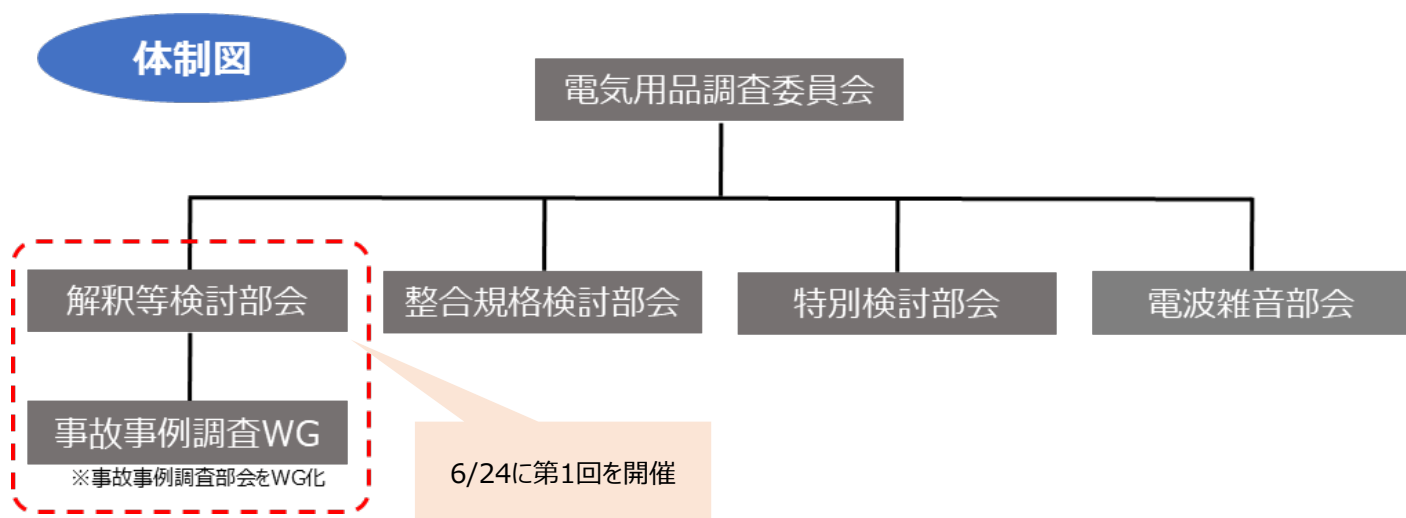 体制図
電気用品調査委員会
解釈等検討部会
整合規格検討部会
特別検討部会
電波雑音部会
事故事例調査WG
※事故事例調査部会をWG化
6/24に第1回を開催